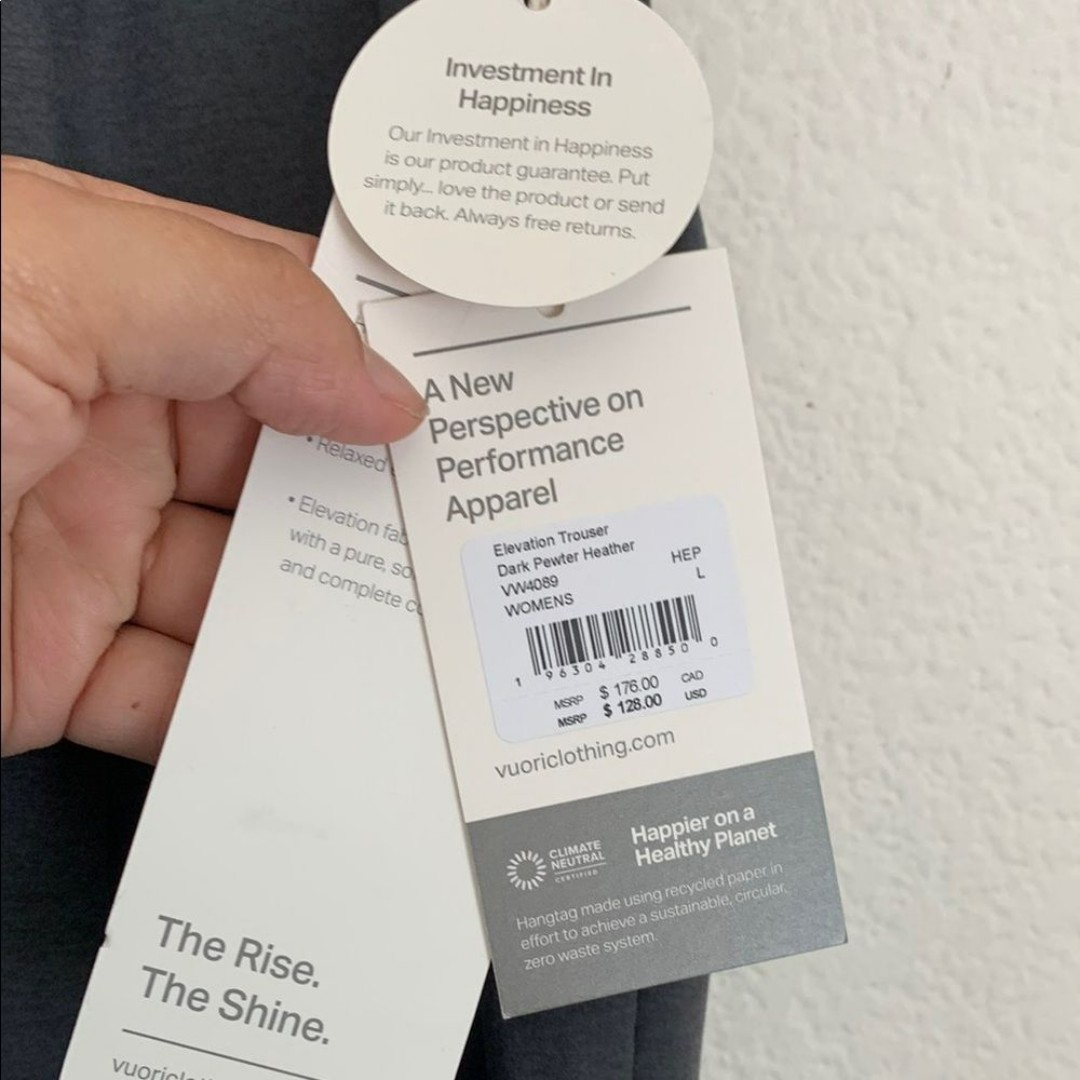 Investment In
Happiness
Our Investment in Happiness
is our product guarantee. Put
simply... love the product or send
it back. Always free returns.
A New
Perspective on
Performance
Apparel
Elevation Trouser
Dark Pewter Heather HEP
VW4089 L
WOMENS
1 96304 28850 0
MSRP $ 176.00 CAD
MSRP $ 128.00 USD
vuoriclothing.com
CLIMATE
NEUTRAL
CERTIFIED
Happier on a
Healthy Planet
Hangtag made using recycled paper in
effort to achieve a sustainable, circular,
zero waste system.
• Relaxed
• Elevation
with a pure,
and complete
The Rise.
The Shine.